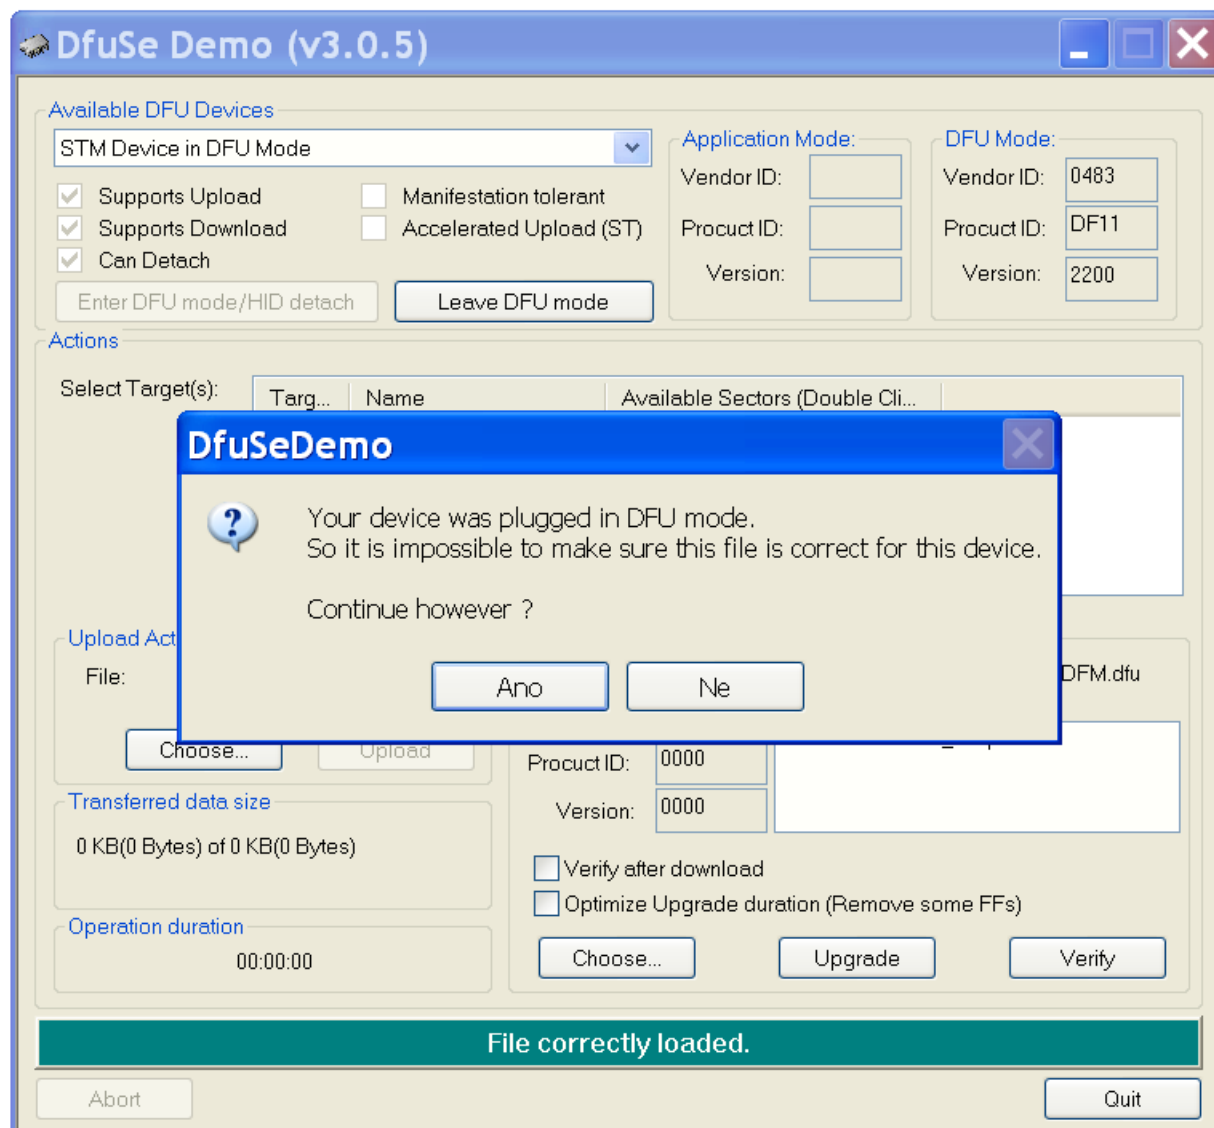 DfuSe Demo (v3.0.5)
Available DFU Devices
STM Device in DFU Mode
Supports Upload
Manifestation tolerant
Supports Download
Accelerated Upload (ST)
Can Detach
Enter DFU mode/HID detach
Leave DFU mode
Application Mode:
Vendor ID:
Procuct ID:
Version:
DFU Mode:
Vendor ID: 0483
Procuct ID: DF11
Version: 2200
Actions
Select Target(s):
Targ... Name Available Sectors (Double Cli...
DfuSeDemo
Your device was plugged in DFU mode.
So it is impossible to make sure this file is correct for this device.
Continue however ?
Ano Ne
Upload Act
File:
Choose... Upload
Transferred data size
0 KB(0 Bytes) of 0 KB(0 Bytes)
Operation duration
00:00:00
DFM.dfu
Procuct ID: 0000
Version: 0000
Verify after download
Optimize Upgrade duration (Remove some FFs)
Choose... Upgrade Verify
File correctly loaded.
Abort Quit